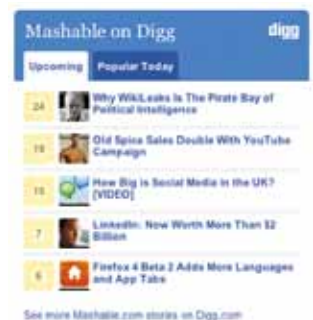 Mashable on Digg
digg
Upcoming
Popular Today
24
Why WikiLeaks Is The Pirate Bay of
Political Intelligence
19
Old Spice Sales Double With YouTube
Campaign
15
How Big is Social Media in the UK?
[VIDEO]
7
LinkedIn: Now Worth More Than $2
Billion
6
Firefox 4 Beta 2 Adds More Languages
and App Tabs
See more Mashable.com stories on Digg.com